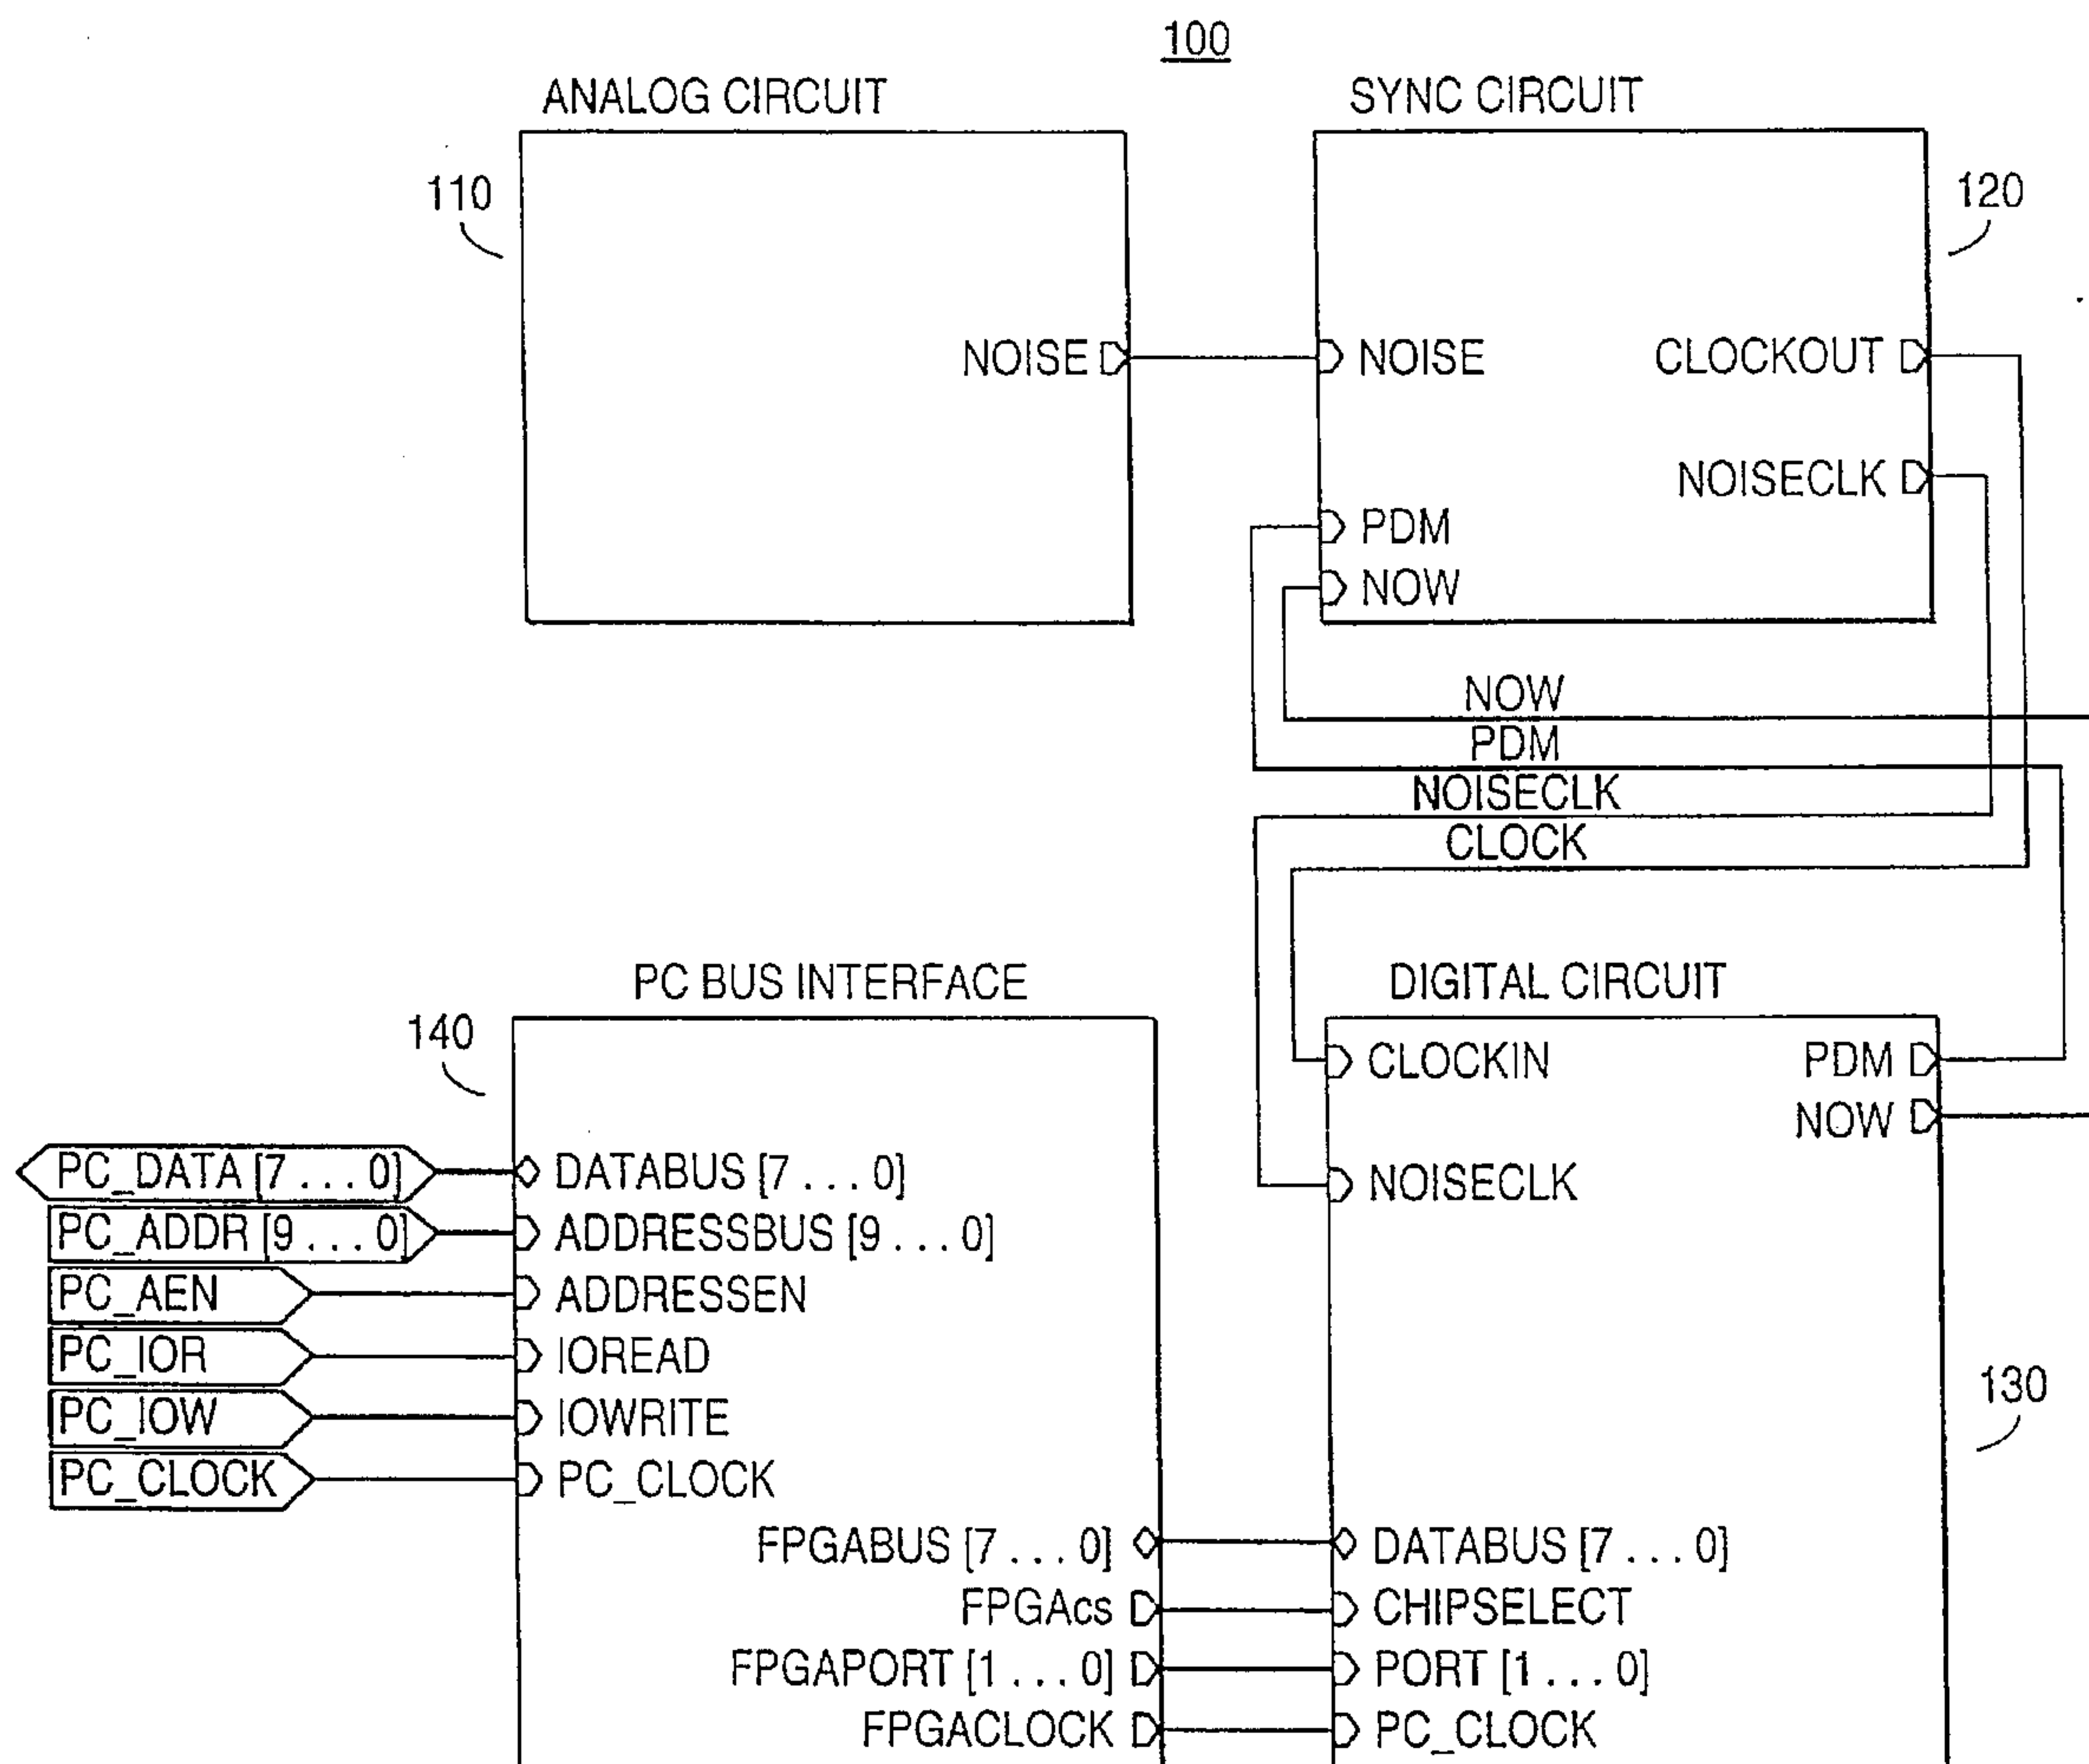 100
ANALOG CIRCUIT
SYNC CIRCUIT
110
120
NOISE
NOISE
CLOCKOUT
NOISECLK
PDM
NOW
NOW
PDM
NOISECLK
CLOCK
PC BUS INTERFACE
DIGITAL CIRCUIT
140
CLOCKIN
PDM
NOW
NOISECLK
PC_DATA [7 . . . 0]
DATABUS [7 . . . 0]
PC_ADDR [9 . . . 0]
ADDRESSBUS [9 . . . 0]
PC_AEN
ADDRESSEN
PC_IOR
IOREAD
130
PC_IOW
IOWRITE
PC_CLOCK
PC_CLOCK
FPGABUS [7 . . . 0]
DATABUS [7 . . . 0]
FPGAcs
CHIPSELECT
FPGAPORT [1 . . . 0]
PORT [1 . . . 0]
FPGACLOCK
PC_CLOCK